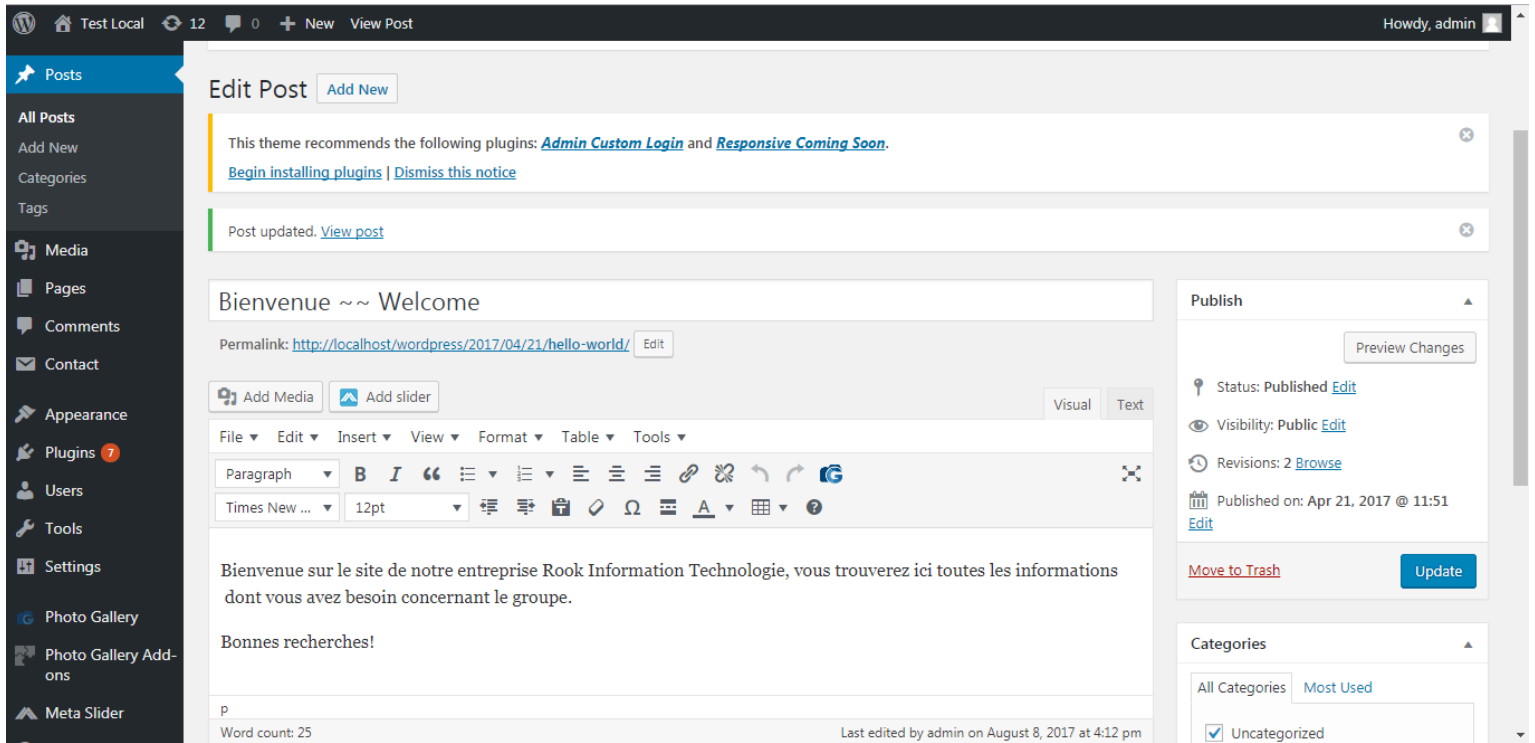 Test Local 12 0 + New View Post Howdy, admin
Posts
All Posts
Add New
Categories
Tags
Media
Pages
Comments
Contact
Appearance
Plugins 7
Users
Tools
Settings
Photo Gallery
Photo Gallery Add-
ons
Meta Slider
Edit Post Add New
This theme recommends the following plugins: Admin Custom Login and Responsive Coming Soon.
Begin installing plugins | Dismiss this notice
Post updated. View post
Bienvenue ~~ Welcome
Permalink: http://localhost/wordpress/2017/04/21/hello-world/ Edit
Add Media Add slider Visual Text
File Edit Insert View Format Table Tools
Paragraph B I
Times New ... 12pt Ω A
Bienvenue sur le site de notre entreprise Rook Information Technologie, vous trouverez ici toutes les informations
dont vous avez besoin concernant le groupe.
Bonnes recherches!
p
Word count: 25 Last edited by admin on August 8, 2017 at 4:12 pm
Publish
Preview Changes
Status: Published Edit
Visibility: Public Edit
Revisions: 2 Browse
Published on: Apr 21, 2017 @ 11:51
Edit
Move to Trash Update
Categories
All Categories Most Used
Uncategorized